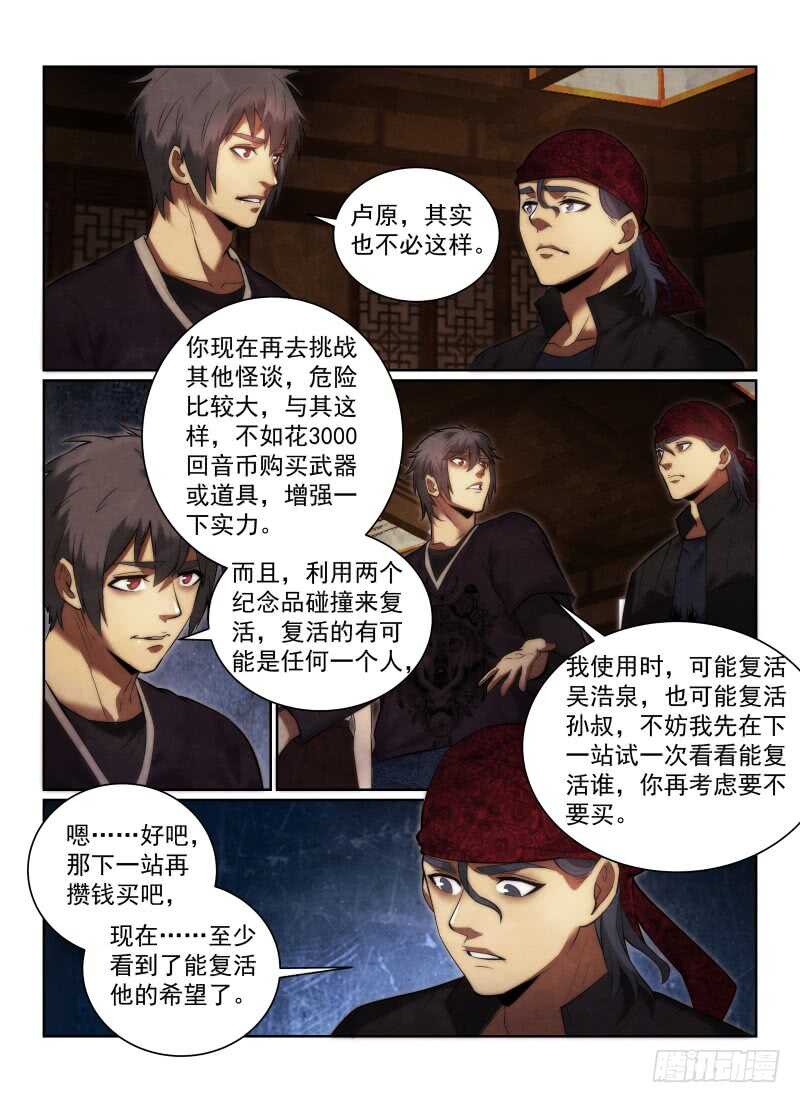 卢原，其实
也不必这样。
你现在再去挑战
其他怪谈，危险
比较大，与其这
样，不如花3000
回音币购买武器
或道具，增强一
下实力。
而且，利用两个
纪念品碰撞来复
活，复活的有可
能是任何一个人，
我使用时，可能复活
吴浩泉，也可能复活
孙叔，不妨我先在下
一站试一次看看能复
活谁，你再考虑要不
要买。
嗯……好吧，
那下一站再
攒钱买吧，
现在……至少
看到了能复活
他的希望了。
腾讯动漫